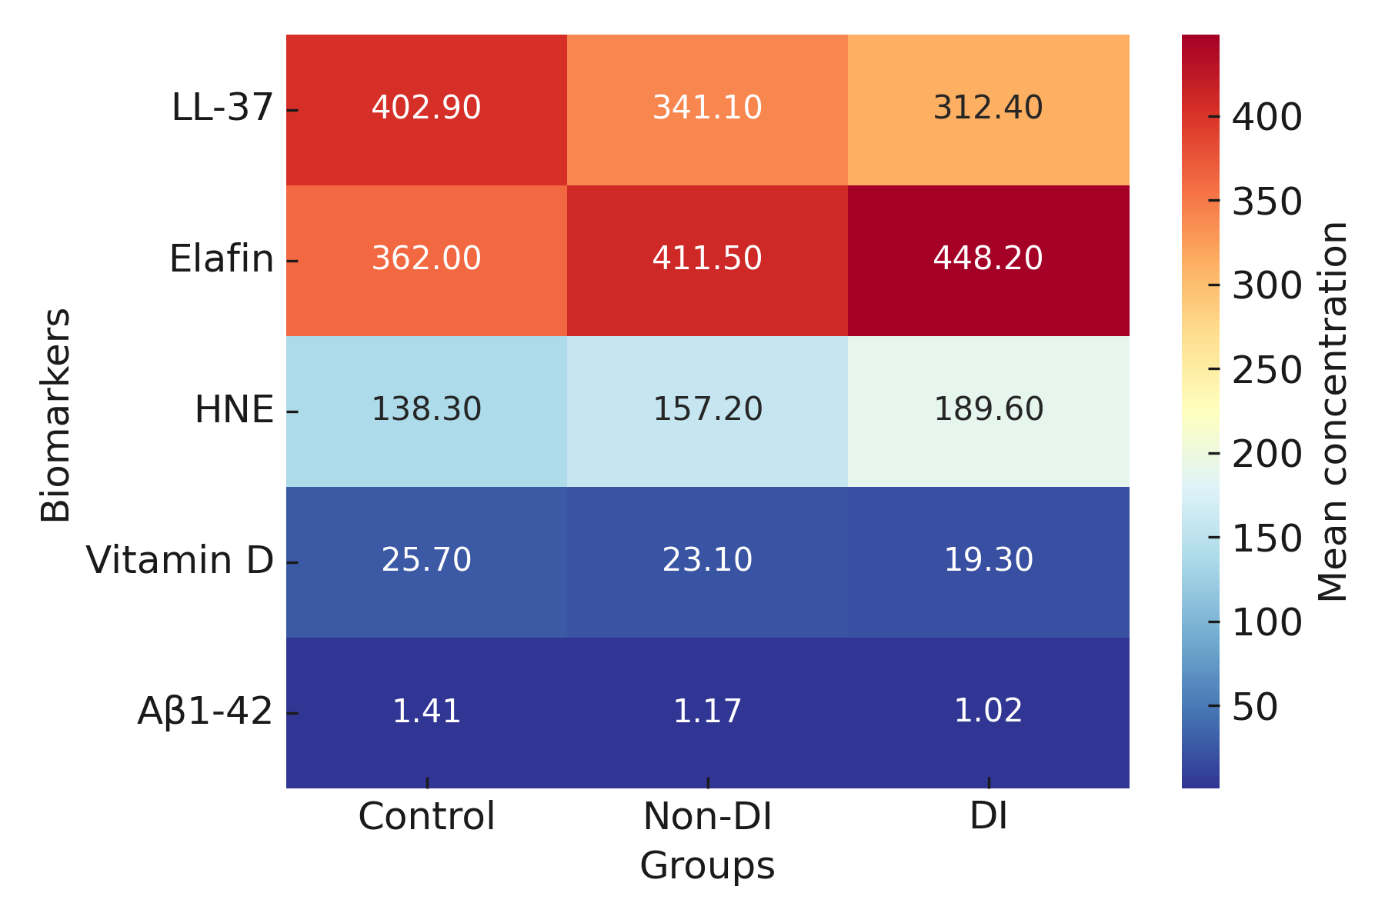 LL-37 402.90 341.10 312.40
Elafin 362.00 411.50 448.20
HNE 138.30 157.20 189.60
Vitamin D 25.70 23.10 19.30
Aβ1-42 1.41 1.17 1.02
Control Non-DI DI
Groups
Biomarkers
400
350
300
250
200
150
100
50
Mean concentration